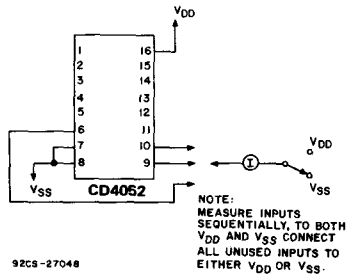 VDD
1 16
2 15
3 14
4 13
5 12
6 11
7 10
8 9
VSS
CD4052
I
VDD
VSS
NOTE:
MEASURE INPUTS
SEQUENTIALLY, TO BOTH
VDD AND VSS CONNECT
ALL UNUSED INPUTS TO
EITHER VDD OR VSS.
92CS-27048